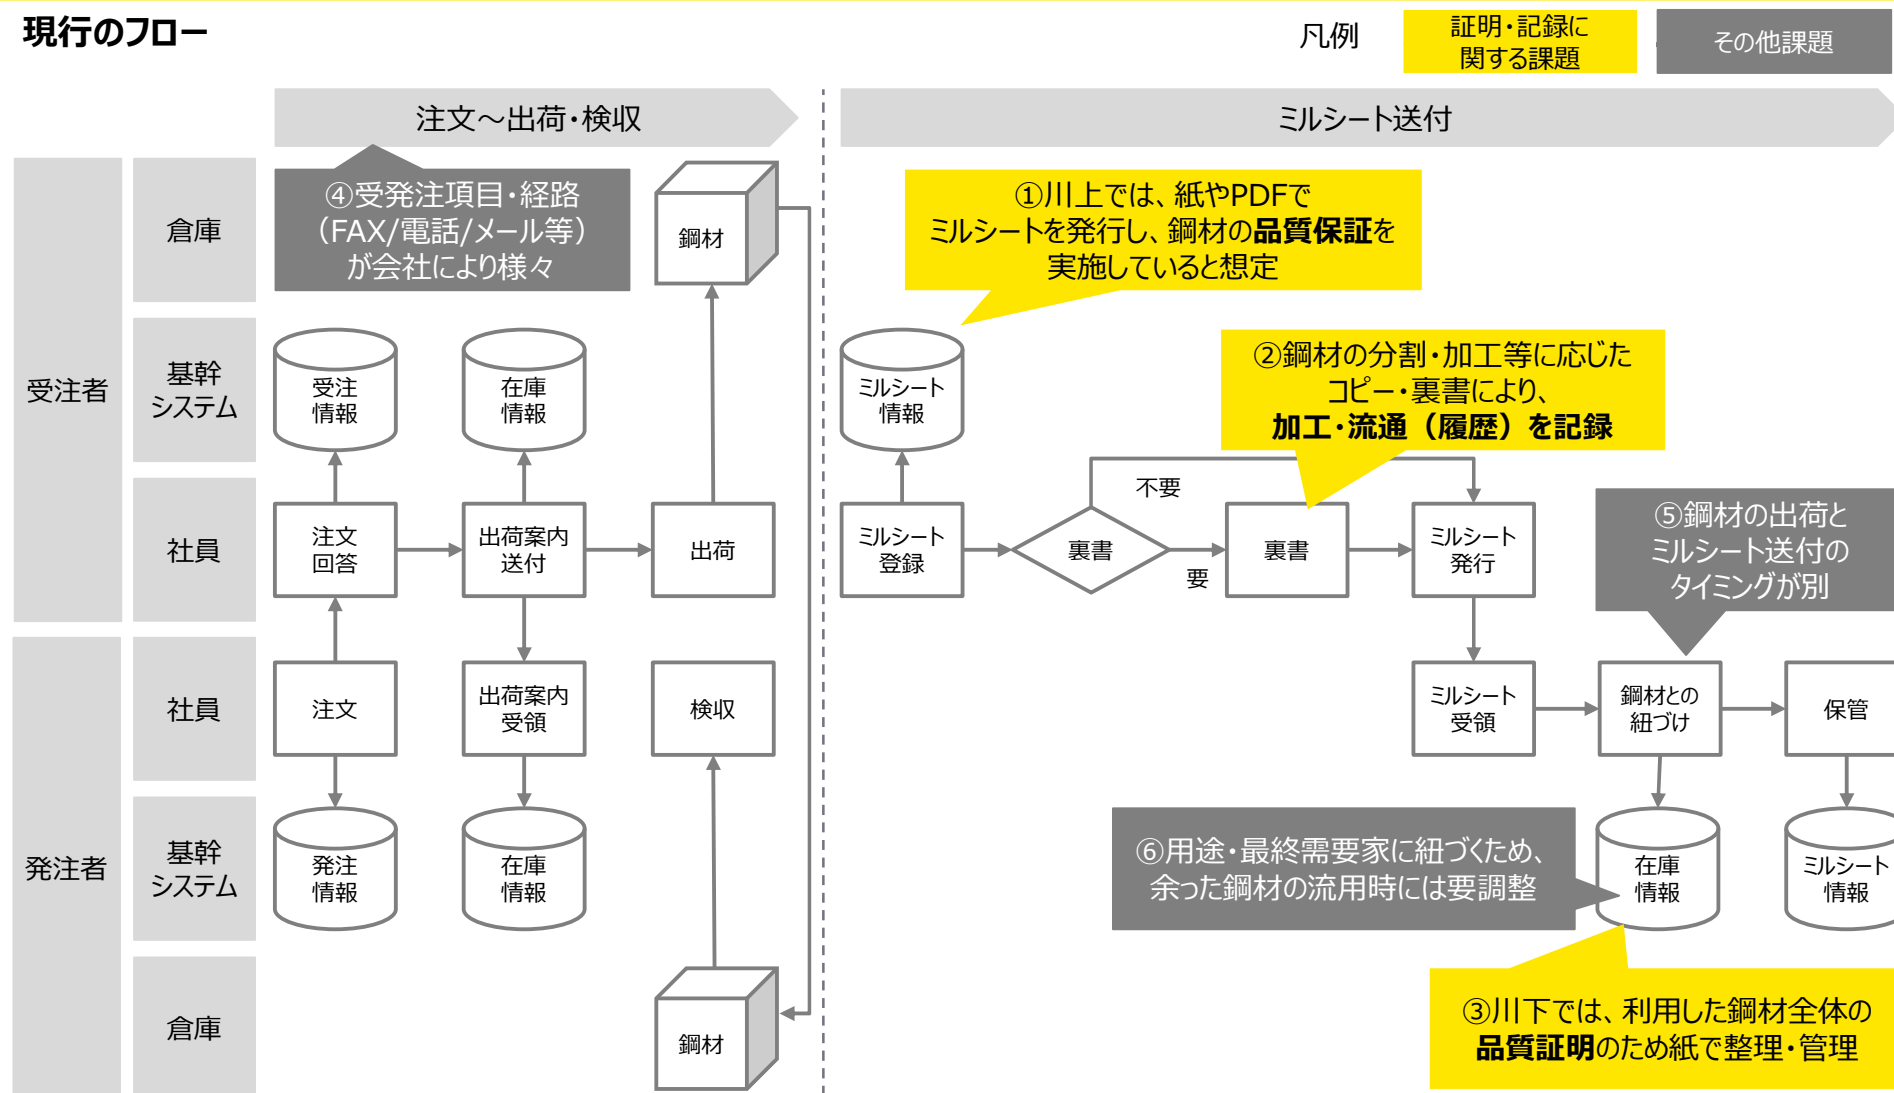 現行のフロー
凡例
証明・記録に
関する課題
その他課題
注文～出荷・検収
ミルシート送付
受注者
倉庫
④受発注項目・経路
（FAX/電話/メール等）
が会社により様々
鋼材
①川上では、紙やPDFで
ミルシートを発行し、鋼材の品質保証を
実施していると想定
基幹
システム
受注
情報
在庫
情報
ミルシート
情報
②鋼材の分割・加工等に応じた
コピー・裏書により、
加工・流通（履歴）を記録
社員
注文
回答
出荷案内
送付
出荷
ミルシート
登録
裏書
不要
要
裏書
ミルシート
発行
⑤鋼材の出荷と
ミルシート送付の
タイミングが別
発注者
社員
注文
出荷案内
受領
検収
ミルシート
受領
鋼材との
紐づけ
保管
基幹
システム
発注
情報
在庫
情報
⑥用途・最終需要家に紐づくため、
余った鋼材の流用時には要調整
在庫
情報
ミルシート
情報
倉庫
鋼材
③川下では、利用した鋼材全体の
品質証明のため紙で整理・管理